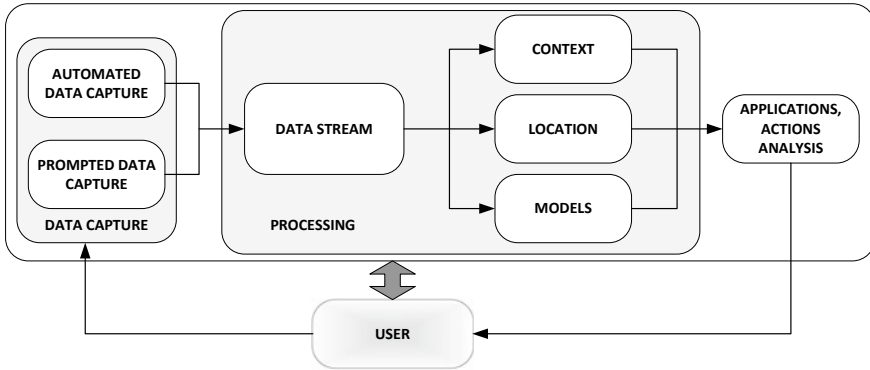 AUTOMATED
DATA CAPTURE
PROMPTED DATA
CAPTURE
DATA CAPTURE
DATA STREAM
PROCESSING
CONTEXT
LOCATION
MODELS
APPLICATIONS,
ACTIONS
ANALYSIS
USER